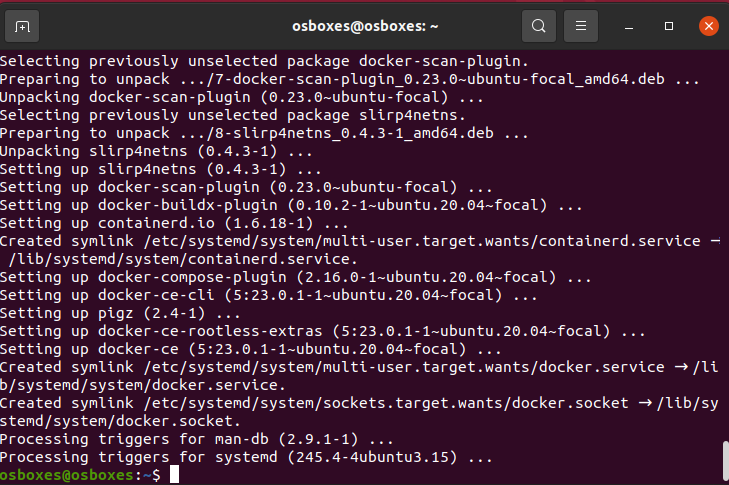 osboxes@osboxes: ~
Selecting previously unselected package docker-scan-plugin.
Preparing to unpack .../7-docker-scan-plugin_0.23.0~ubuntu-focal_amd64.deb ...
Unpacking docker-scan-plugin (0.23.0~ubuntu-focal) ...
Selecting previously unselected package slirp4netns.
Preparing to unpack .../8-slirp4netns_0.4.3-1_amd64.deb ...
Unpacking slirp4netns (0.4.3-1) ...
Setting up slirp4netns (0.4.3-1) ...
Setting up docker-scan-plugin (0.23.0~ubuntu-focal) ...
Setting up docker-buildx-plugin (0.10.2-1~ubuntu.20.04~focal) ...
Setting up containerd.io (1.6.18-1) ...
Created symlink /etc/systemd/system/multi-user.target.wants/containerd.service →
 /lib/systemd/system/containerd.service.
Setting up docker-compose-plugin (2.16.0-1~ubuntu.20.04~focal) ...
Setting up docker-ce-cli (5:23.0.1-1~ubuntu.20.04~focal) ...
Setting up pigz (2.4-1) ...
Setting up docker-ce-rootless-extras (5:23.0.1-1~ubuntu.20.04~focal) ...
Setting up docker-ce (5:23.0.1-1~ubuntu.20.04~focal) ...
Created symlink /etc/systemd/system/multi-user.target.wants/docker.service → /li
b/systemd/system/docker.service.
Created symlink /etc/systemd/system/sockets.target.wants/docker.socket → /lib/sy
stemd/system/docker.socket.
Processing triggers for man-db (2.9.1-1) ...
Processing triggers for systemd (245.4-4ubuntu3.15) ...
osboxes@osboxes:~$